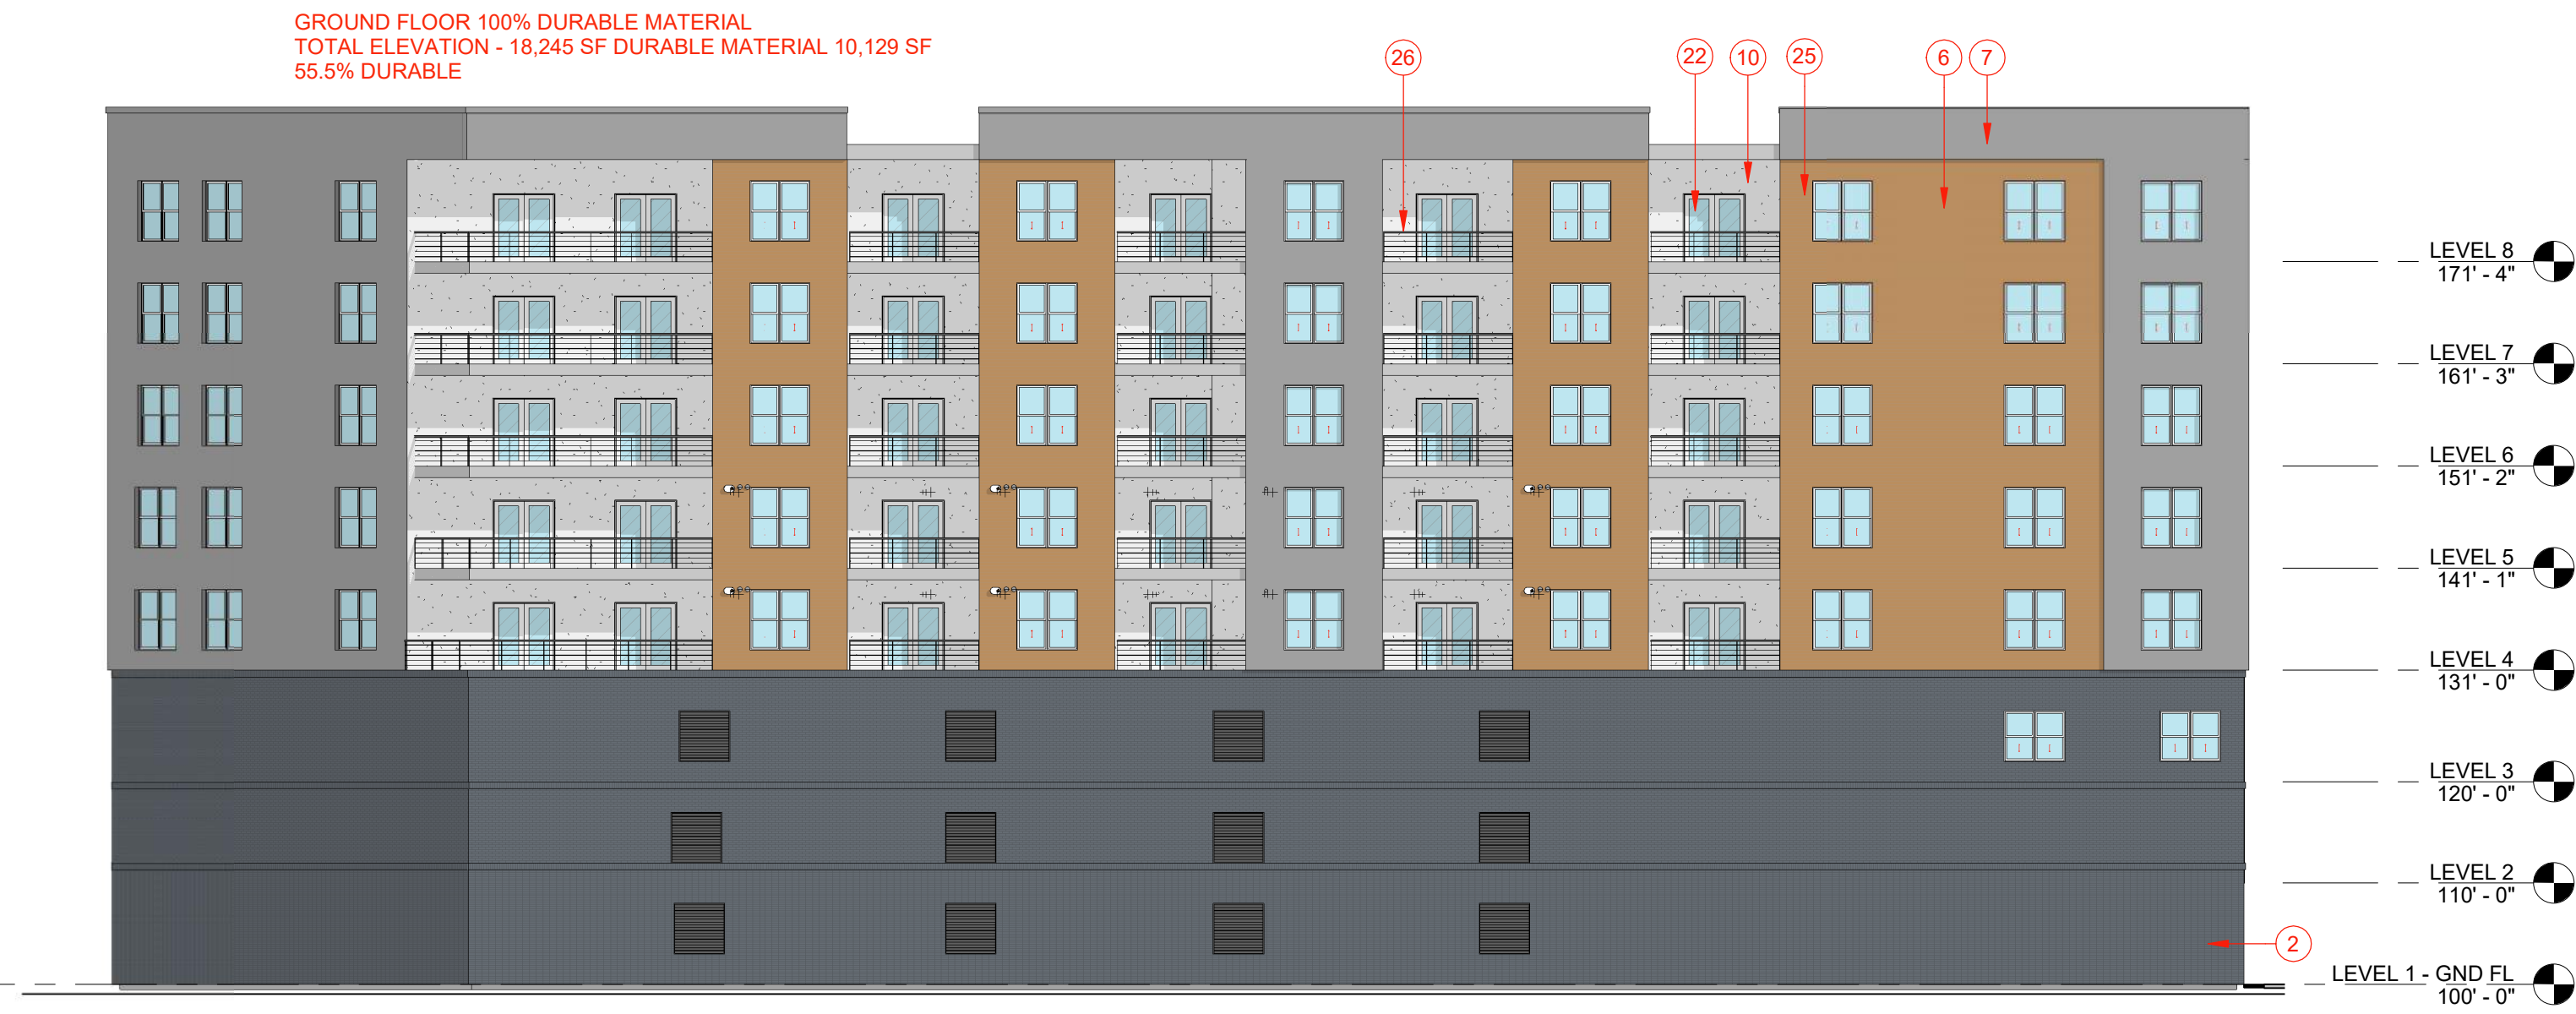 GROUND FLOOR 100% DURABLE MATERIAL
TOTAL ELEVATION - 18,245 SF DURABLE MATERIAL 10,129 SF
55.5% DURABLE
26
22
10
25
6
7
LEVEL 8
171' - 4"
LEVEL 7
161' - 3"
LEVEL 6
151' - 2"
LEVEL 5
141' - 1"
LEVEL 4
131' - 0"
LEVEL 3
120' - 0"
LEVEL 2
110' - 0"
2
LEVEL 1 - GND FL
100' - 0"